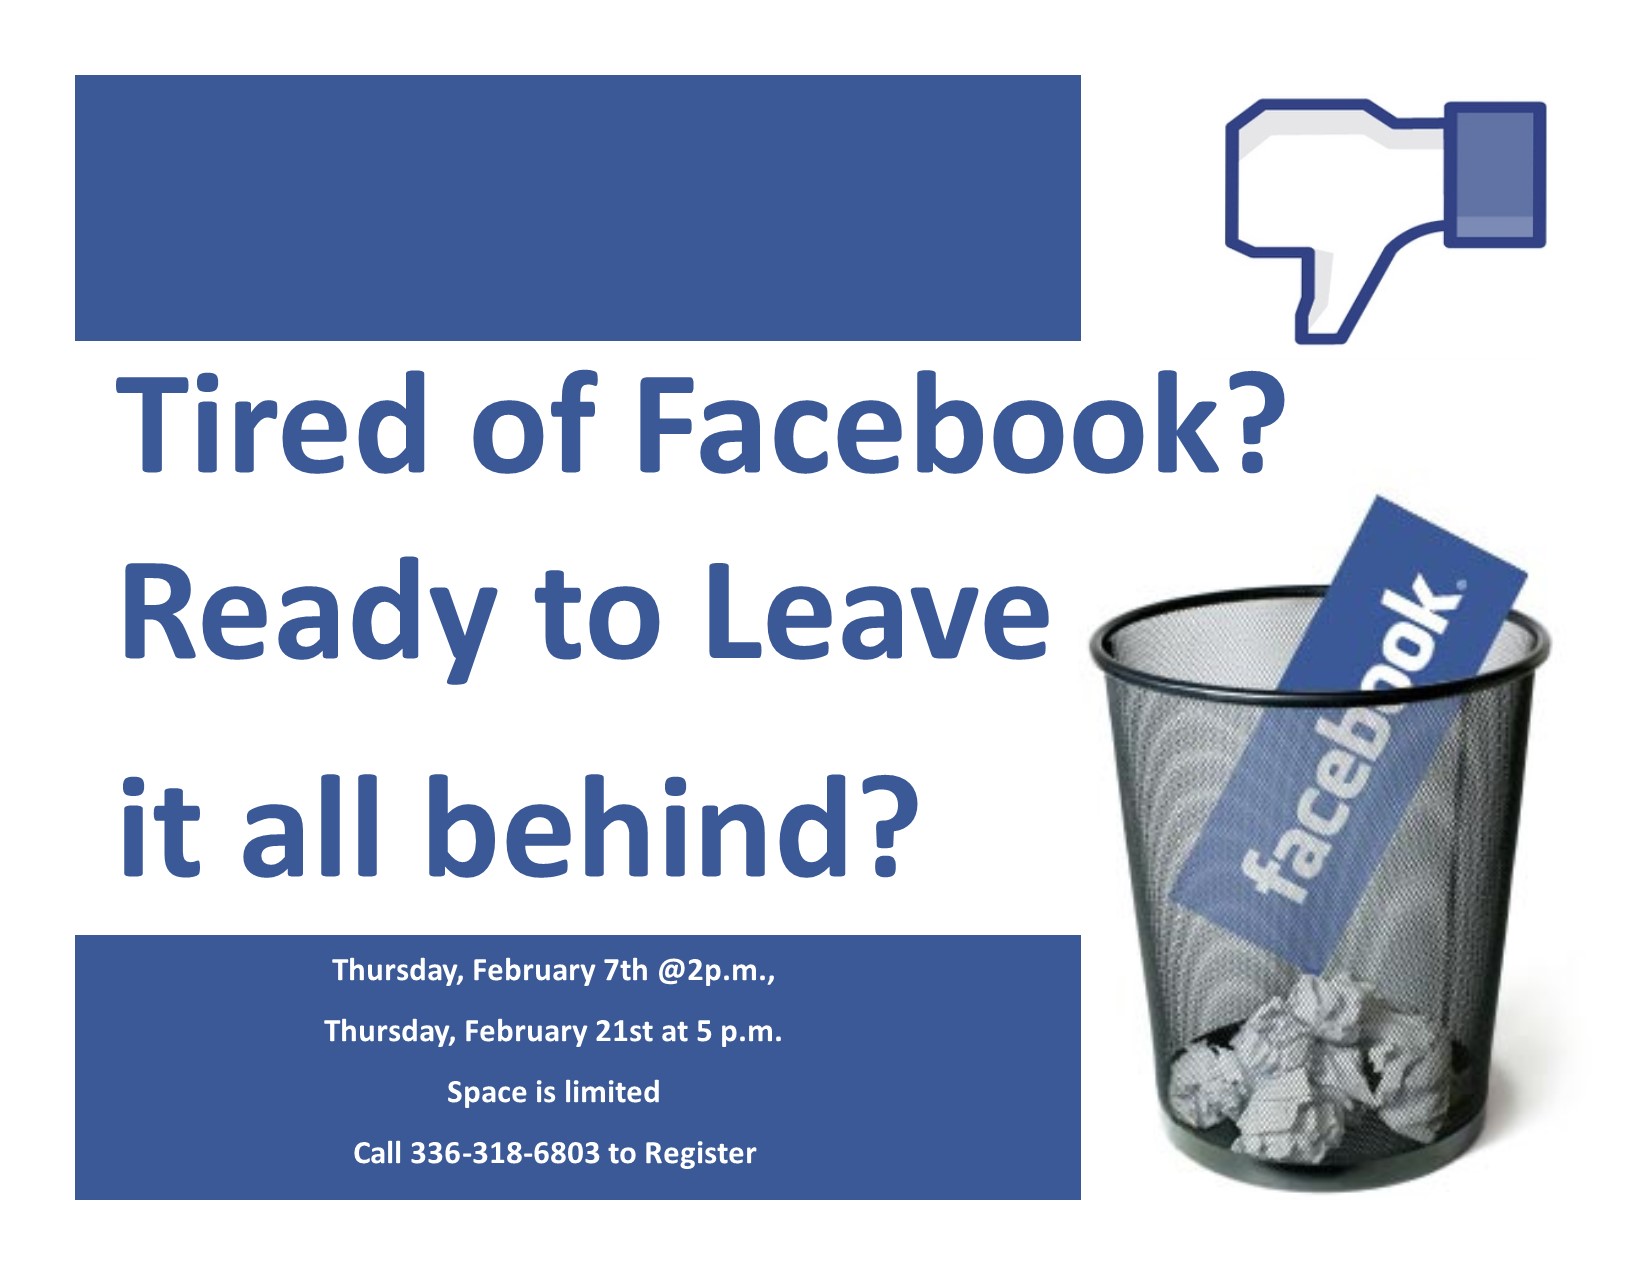 Tired of Facebook?
Ready to Leave
it all behind?
facebook
Thursday, February 7th @2p.m.,
Thursday, February 21st at 5 p.m.
Space is limited
Call 336-318-6803 to Register